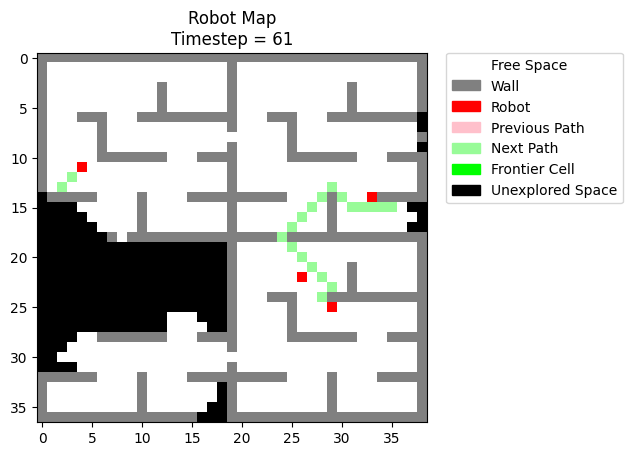 Robot Map
Timestep = 61
Free Space
Wall
Robot
Previous Path
Next Path
Frontier Cell
Unexplored Space
0
5
10
15
20
25
30
35
0
5
10
15
20
25
30
35